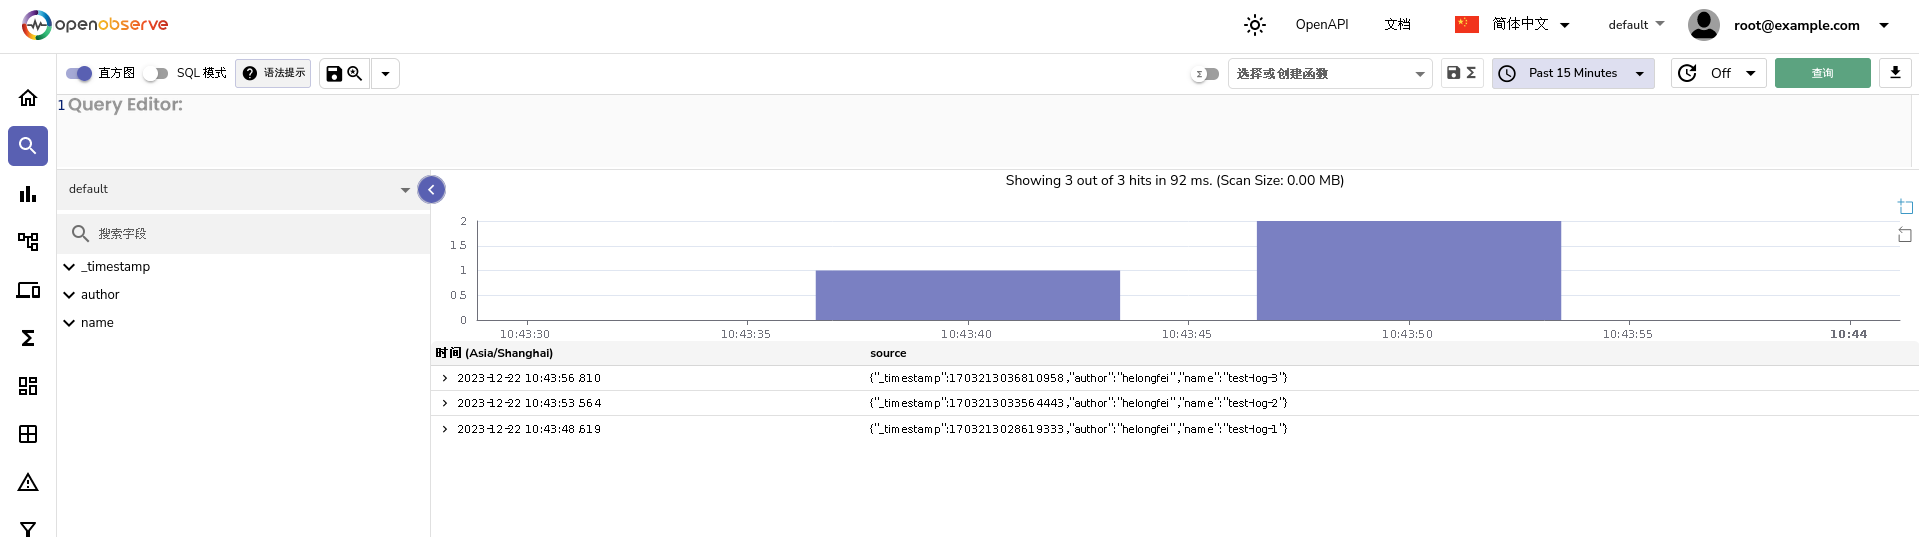 openobserve
OpenAPI 文档 简体中文 default root@example.com
直方图 SQL 模式 语法提示 选择或创建函数 Past 15 Minutes Off 查询
1 Query Editor:
default
搜索字段
_timestamp
author
name
Showing 3 out of 3 hits in 92 ms. (Scan Size: 0.00 MB)
2
1.5
1
0.5
0
10:43:30 10:43:35 10:43:40 10:43:45 10:43:50 10:43:55 10:44
时间 (Asia/Shanghai) source
2023-12-22 10:43:56.810 {"_timestamp":1703213036810958,"author":"helongfei","name":"test-log-3"}
2023-12-22 10:43:53.564 {"_timestamp":1703213033564443,"author":"helongfei","name":"test-log-2"}
2023-12-22 10:43:48.619 {"_timestamp":1703213028619333,"author":"helongfei","name":"test-log-1"}